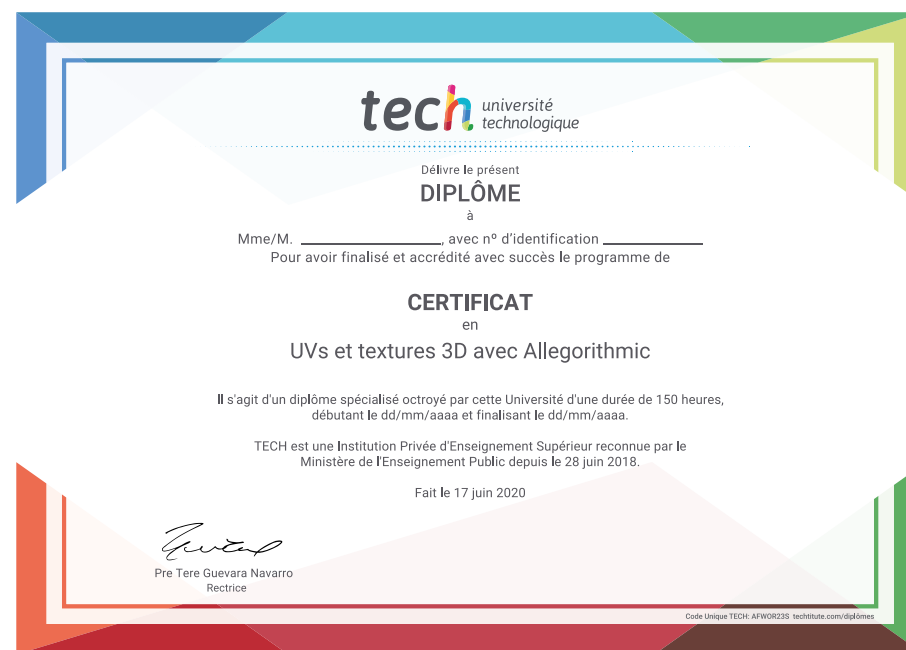 tech université
technologique
Délivre le présent
DIPLÔME
à
Mme/M. ____________________, avec nº d'identification ______________
Pour avoir finalisé et accrédité avec succès le programme de
CERTIFICAT
en
UVs et textures 3D avec Allegorithmic
Il s'agit d'un diplôme spécialisé octroyé par cette Université d'une durée de 150 heures,
débutant le dd/mm/aaaa et finalisant le dd/mm/aaaa.
TECH est une Institution Privée d'Enseignement Supérieur reconnue par le
Ministère de l'Enseignement Public depuis le 28 juin 2018.
Fait le 17 juin 2020
Pre Tere Guevara Navarro
Rectrice
Code Unique TECH: AFWOR23S techtitute.com/diplômes